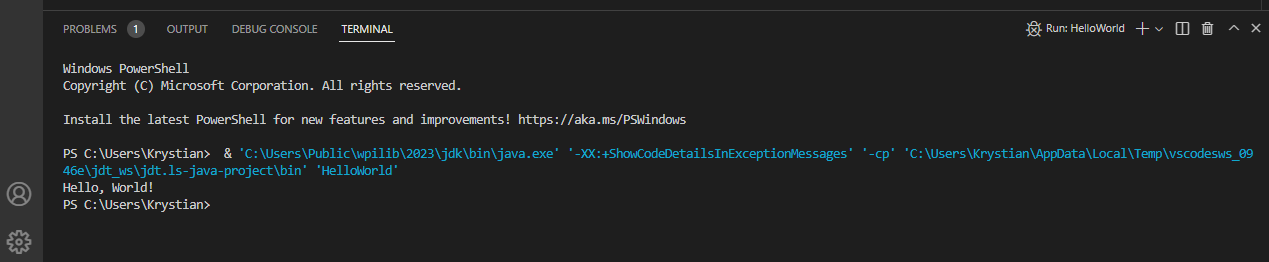 PROBLEMS 1 OUTPUT DEBUG CONSOLE TERMINAL Run: HelloWorld
Windows PowerShell
Copyright (C) Microsoft Corporation. All rights reserved.
Install the latest PowerShell for new features and improvements! https://aka.ms/PSWindows
PS C:\Users\Krystian>  & 'C:\Users\Public\wpilib\2023\jdk\bin\java.exe' '-XX:+ShowCodeDetailsInExceptionMessages' '-cp' 'C:\Users\Krystian\AppData\Local\Temp\vscodesws_09
46e\jdt_ws\jdt.ls-java-project\bin' 'HelloWorld'
Hello, World!
PS C:\Users\Krystian>